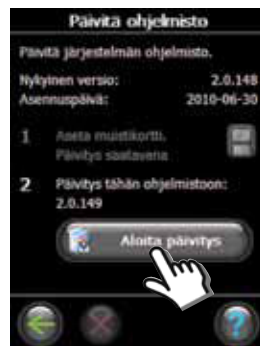 Päivitä ohjelmisto
Päivitä järjestelmän ohjelmisto.
Nykyinen versio: 2.0.148
Asennuspäivä: 2010-06-30
1 Aseta muistikortti.
Päivitys saatavana
2 Päivitys tähän ohjelmistoon:
2.0.149
Aloita päivitys
?